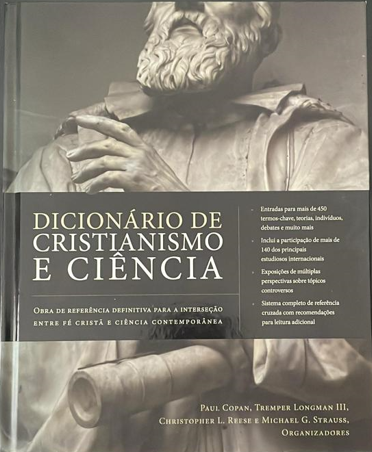 DICIONÁRIO DE
CRISTIANISMO
E CIÊNCIA
OBRA DE REFERÊNCIA DEFINITIVA PARA A INTERSEÇÃO
ENTRE FÉ CRISTÃ E CIÊNCIA CONTEMPORÂNEA
Entradas para mais de 450
termos-chave, teorias, indivíduos,
debates e muito mais
Inclui a participação de mais de
140 dos principais
estudiosos internacionais
Exposições de múltiplas
perspectivas sobre tópicos
controversos
Sistema completo de referência
cruzada com recomendações
para leitura adicional
PAUL COPAN, TREMPER LONGMAN III,
CHRISTOPHER L. REESE E MICHAEL G. STRAUSS,
ORGANIZADORES